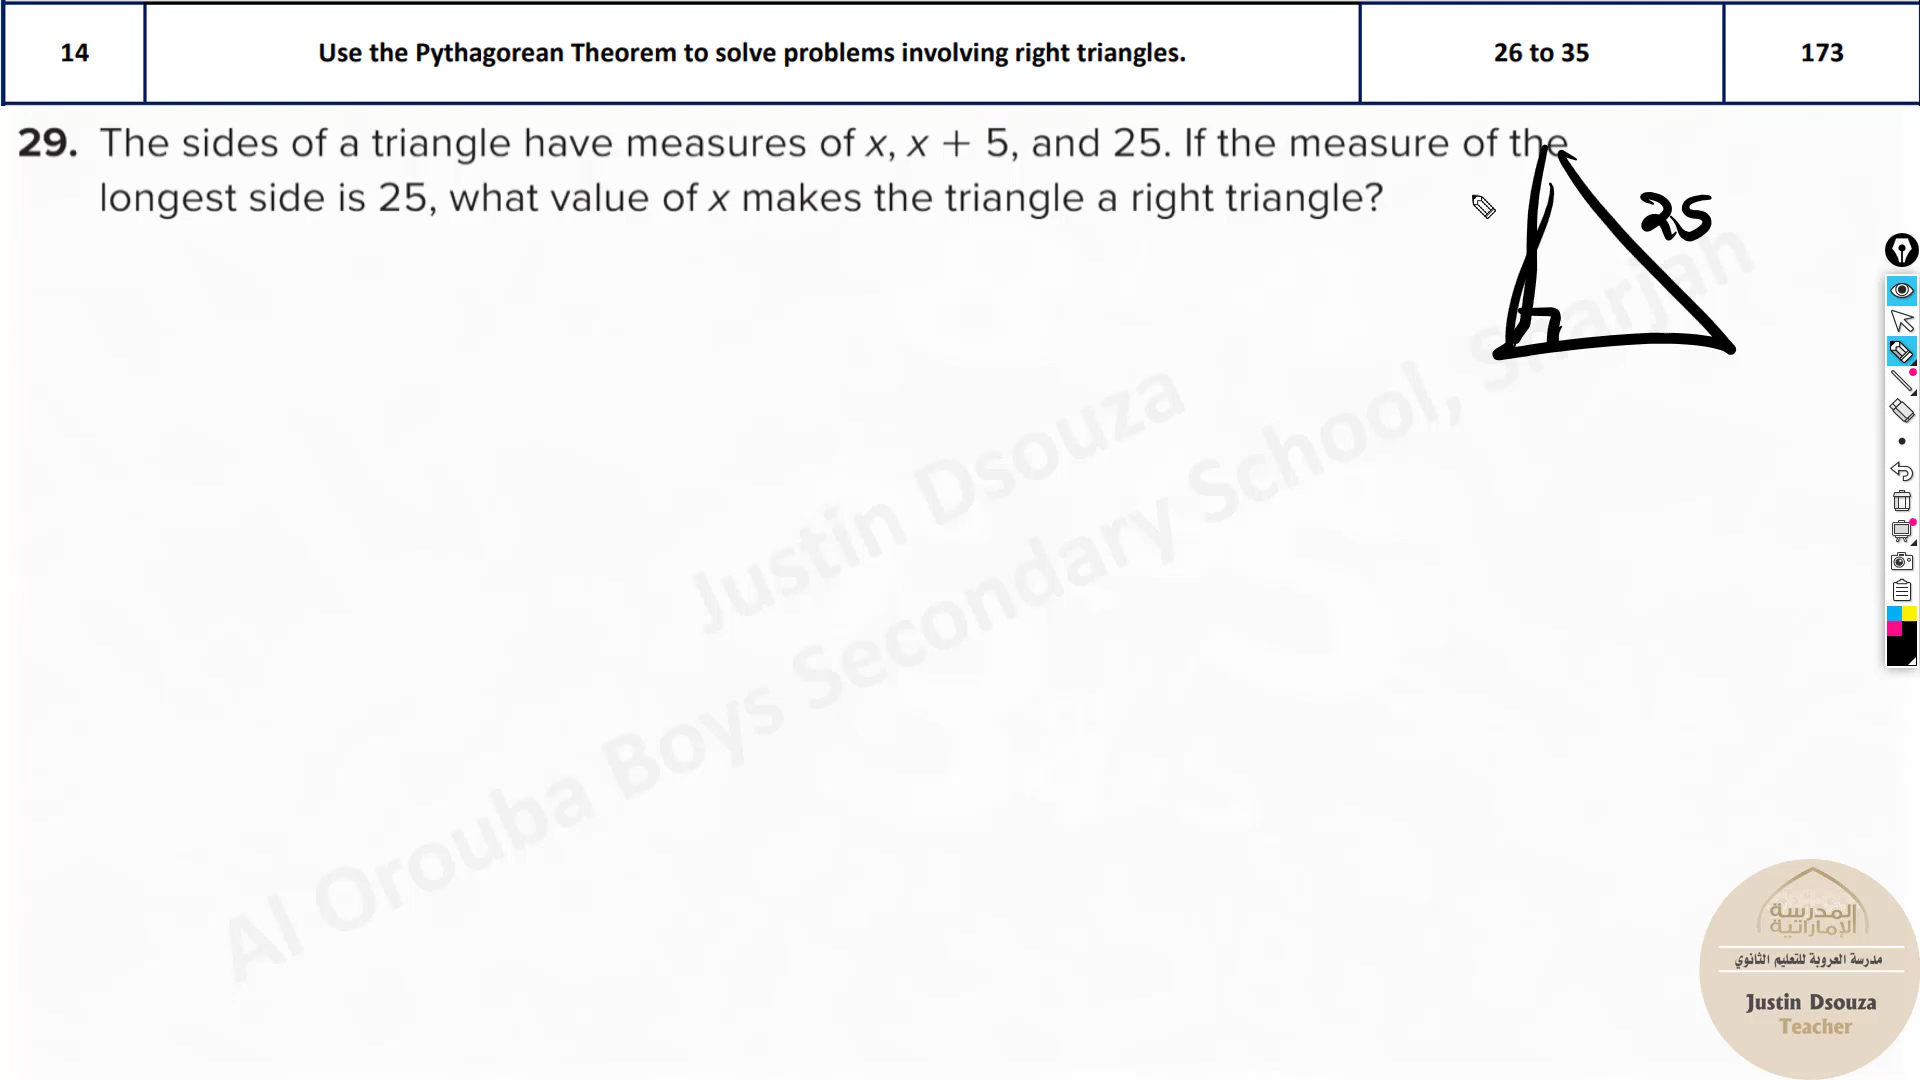 14 Use the Pythagorean Theorem to solve problems involving right triangles. 26 to 35 173
29. The sides of a triangle have measures of x, x + 5, and 25. If the measure of the
longest side is 25, what value of x makes the triangle a right triangle?
25
Justin Dsouza
Al Orouba Boys Secondary School, Sharjah
المدرسة
الإماراتية
مدرسة العروبة للتعليم الثانوي
Justin Dsouza
Teacher